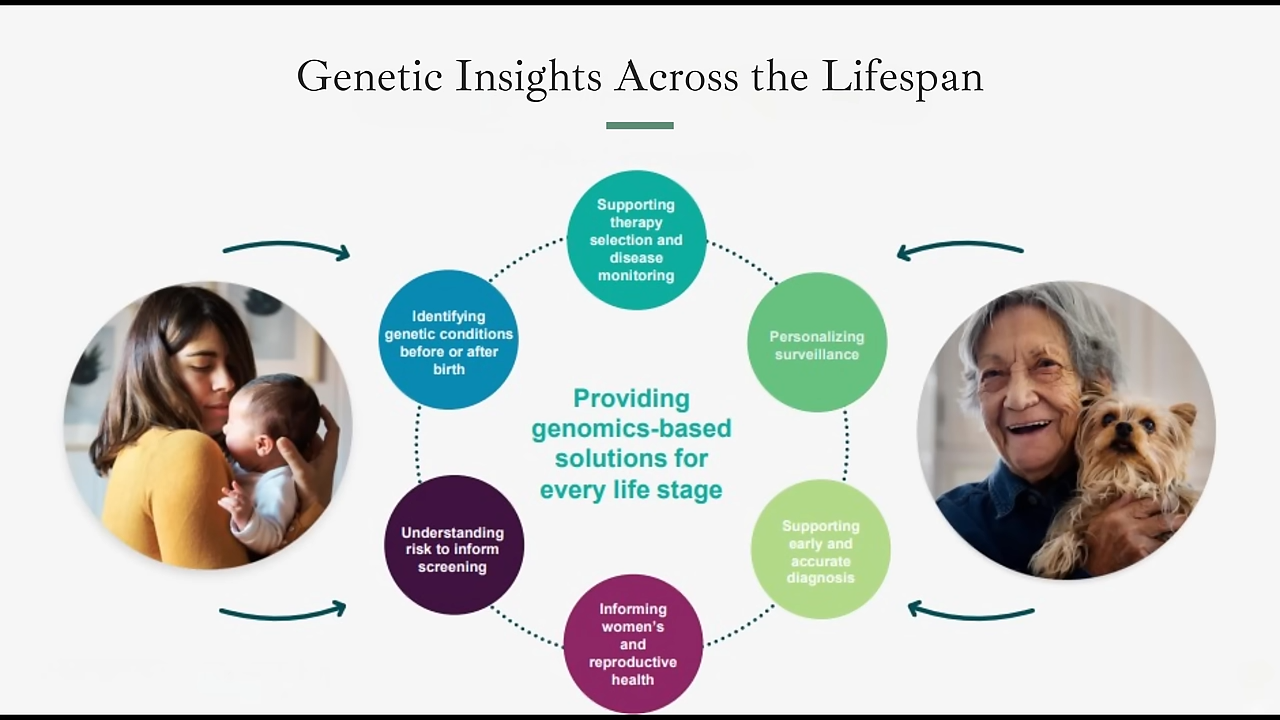 Genetic Insights Across the Lifespan
Supporting
therapy
selection and
disease
monitoring
Identifying
genetic conditions
before or after
birth
Personalizing
surveillance
Providing
genomics-based
solutions for
every life stage
Understanding
risk to inform
screening
Supporting
early and
accurate
diagnosis
Informing
women's
and
reproductive
health